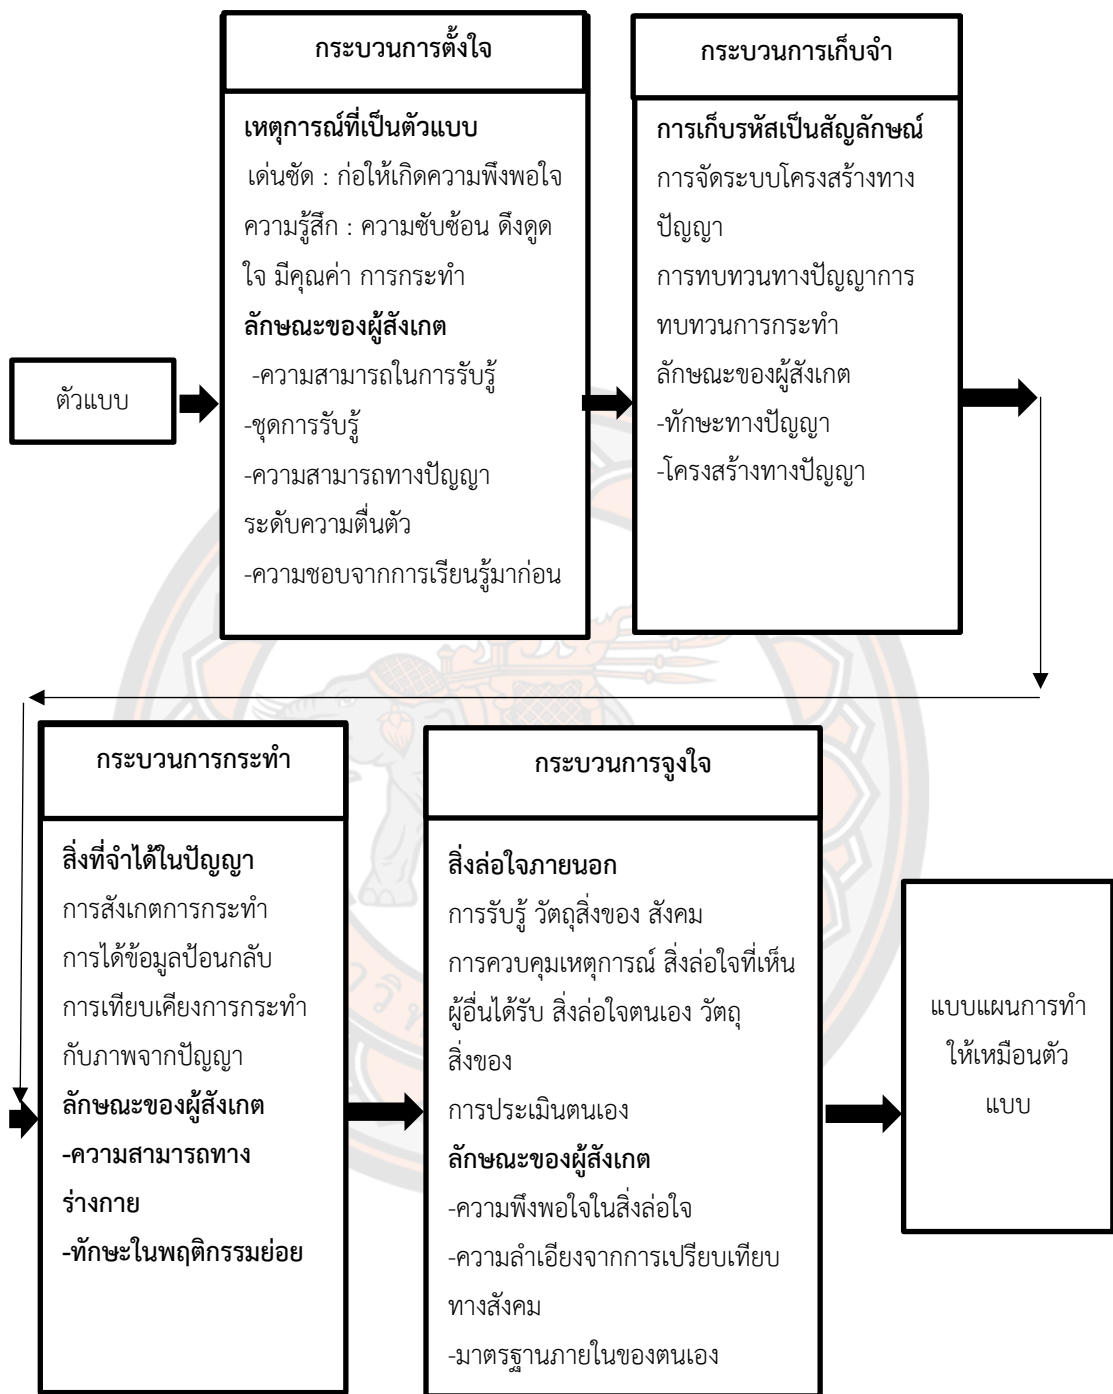 ตัวแบบ
กระบวนการตั้งใจ
เหตุการณ์ที่เป็นตัวแบบ
เด่นชัด : ก่อให้เกิดความพึงพอใจ
ความรู้สึก : ความซับซ้อน ดึงดูด
ใจ มีคุณค่า การกระทำ
ลักษณะของผู้สังเกต
-ความสามารถในการรับรู้
-ชุดการรับรู้
-ความสามารถทางปัญญา
ระดับความตื่นตัว
-ความชอบจากการเรียนรู้มาก่อน
กระบวนการเก็บจำ
การเก็บรหัสเป็นสัญลักษณ์
การจัดระบบโครงสร้างทาง
ปัญญา
การทบทวนทางปัญญาการ
ทบทวนการกระทำ
ลักษณะของผู้สังเกต
-ทักษะทางปัญญา
-โครงสร้างทางปัญญา
กระบวนการกระทำ
สิ่งที่จำได้ในปัญญา
การสังเกตการกระทำ
การได้ข้อมูลป้อนกลับ
การเทียบเคียงการกระทำ
กับภาพจากปัญญา
ลักษณะของผู้สังเกต
-ความสามารถทาง
ร่างกาย
-ทักษะในพฤติกรรมย่อย
กระบวนการจูงใจ
สิ่งล่อใจภายนอก
การรับรู้ วัตถุสิ่งของ สังคม
การควบคุมเหตุการณ์ สิ่งล่อใจที่เห็น
ผู้อื่นได้รับ สิ่งล่อใจตนเอง วัตถุ
สิ่งของ
การประเมินตนเอง
ลักษณะของผู้สังเกต
-ความพึงพอใจในสิ่งล่อใจ
-ความลำเอียงจากการเปรียบเทียบ
ทางสังคม
-มาตรฐานภายในของตนเอง
แบบแผนการทำ
ให้เหมือนตัว
แบบ